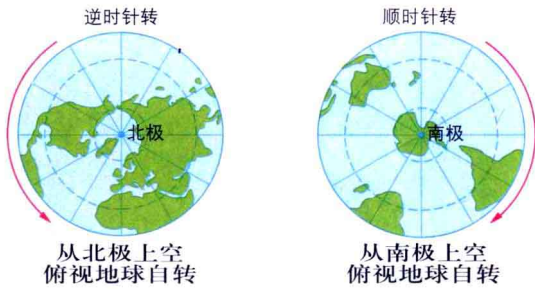 逆时针转
顺时针转
北极
南极
从北极上空
俯视地球自转
从南极上空
俯视地球自转